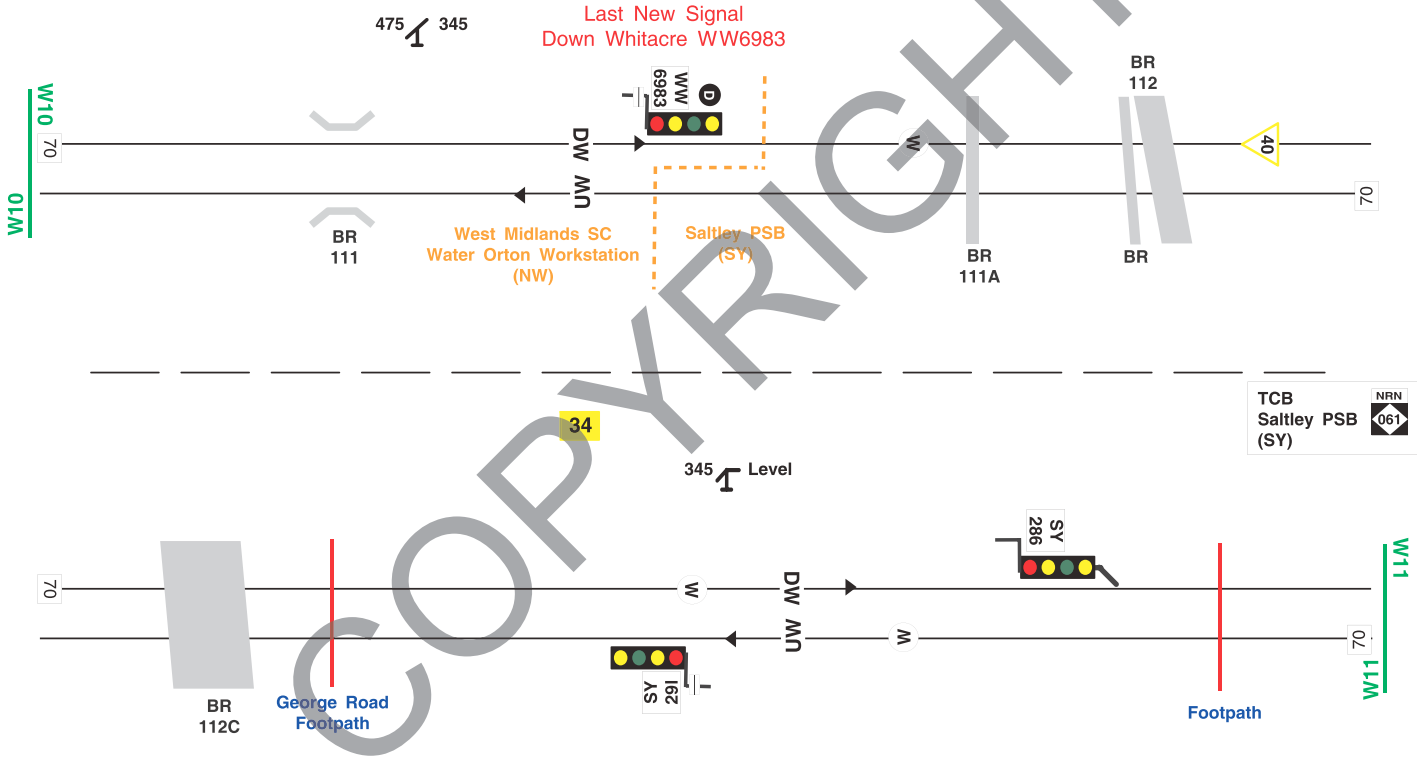 475 345
Last New Signal
Down Whitacre WW6983
WW
6983
D
BR
112
W10
W10
70
DW
UW
W
40
70
BR
111
West Midlands SC
Water Orton Workstation
(NW)
Saltley PSB
(SY)
BR
111A
BR
34
345 Level
TCB
Saltley PSB
(SY)
NRN
061
SY
286
W11
W11
70
W
DW
UW
W
70
SY
29I
BR
112C
George Road
Footpath
Footpath
COPYRIGHT